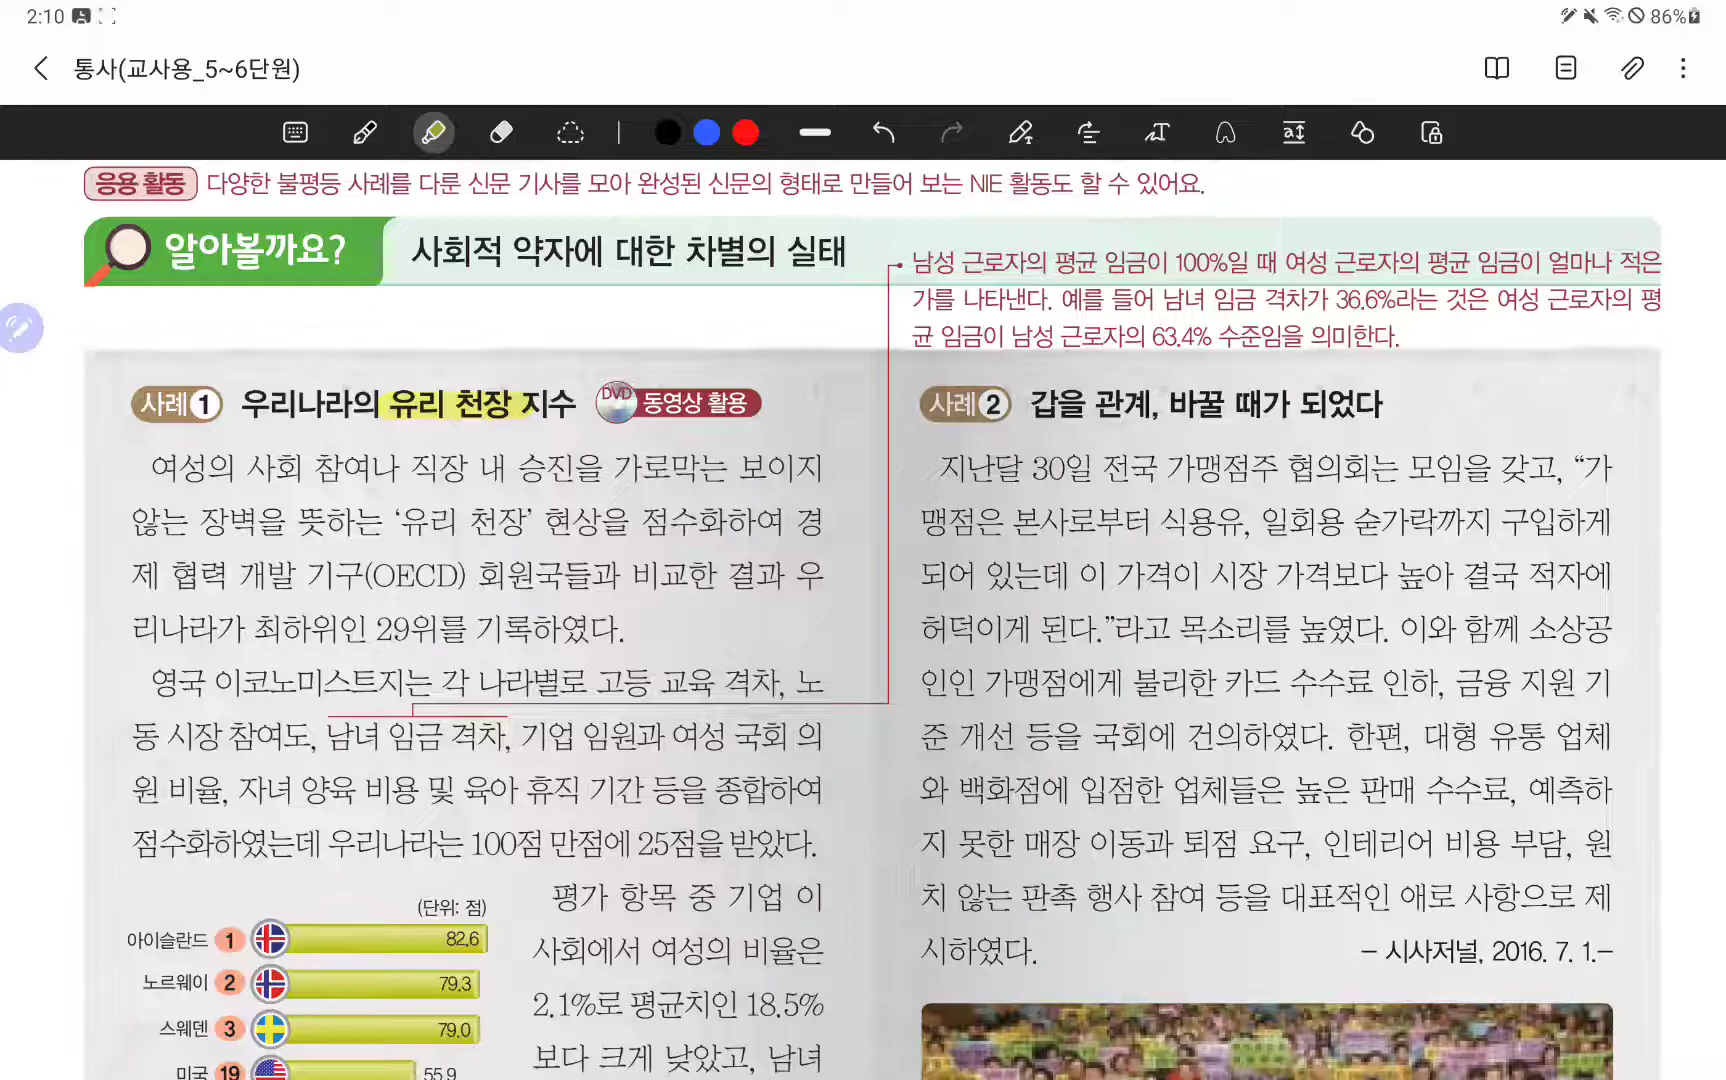 2:10
86%
통사(교사용_5~6단원)
응용 활동 다양한 불평등 사례를 다룬 신문 기사를 모아 완성된 신문의 형태로 만들어 보는 NIE 활동도 할 수 있어요.
알아볼까요? 사회적 약자에 대한 차별의 실태
남성 근로자의 평균 임금이 100%일 때 여성 근로자의 평균 임금이 얼마나 적은
가를 나타낸다. 예를 들어 남녀 임금 격차가 36.6%라는 것은 여성 근로자의 평
균 임금이 남성 근로자의 63.4% 수준임을 의미한다.
사례 1 우리나라의 유리 천장 지수 DVD 동영상 활용
여성의 사회 참여나 직장 내 승진을 가로막는 보이지
않는 장벽을 뜻하는 ‘유리 천장’ 현상을 점수화하여 경
제 협력 개발 기구(OECD) 회원국들과 비교한 결과 우
리나라가 최하위인 29위를 기록하였다.
영국 이코노미스트지는 각 나라별로 고등 교육 격차, 노
동 시장 참여도, 남녀 임금 격차, 기업 임원과 여성 국회 의
원 비율, 자녀 양육 비용 및 육아 휴직 기간 등을 종합하여
점수화하였는데 우리나라는 100점 만점에 25점을 받았다.
평가 항목 중 기업 이
사회에서 여성의 비율은
2.1%로 평균치인 18.5%
보다 크게 낮았고, 남녀
(단위: 점)
아이슬란드 1 82.6
노르웨이 2 79.3
스웨덴 3 79.0
미국 19 55.9
사례 2 갑을 관계, 바꿀 때가 되었다
지난달 30일 전국 가맹점주 협의회는 모임을 갖고, “가
맹점은 본사로부터 식용유, 일회용 숟가락까지 구입하게
되어 있는데 이 가격이 시장 가격보다 높아 결국 적자에
허덕이게 된다.”라고 목소리를 높였다. 이와 함께 소상공
인인 가맹점에게 불리한 카드 수수료 인하, 금융 지원 기
준 개선 등을 국회에 건의하였다. 한편, 대형 유통 업체
와 백화점에 입점한 업체들은 높은 판매 수수료, 예측하
지 못한 매장 이동과 퇴점 요구, 인테리어 비용 부담, 원
치 않는 판촉 행사 참여 등을 대표적인 애로 사항으로 제
시하였다.
– 시사저널, 2016. 7. 1.–